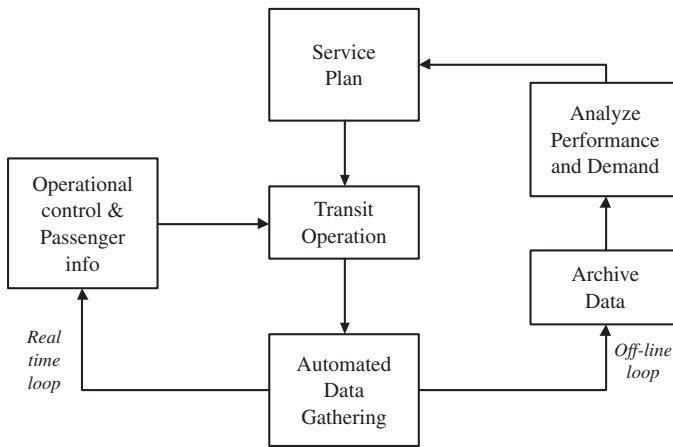 Service
Plan
Analyze
Performance
and Demand
Operational
control &
Passenger
info
Transit
Operation
Archive
Data
Real
time
loop
Automated
Data
Gathering
Off-line
loop